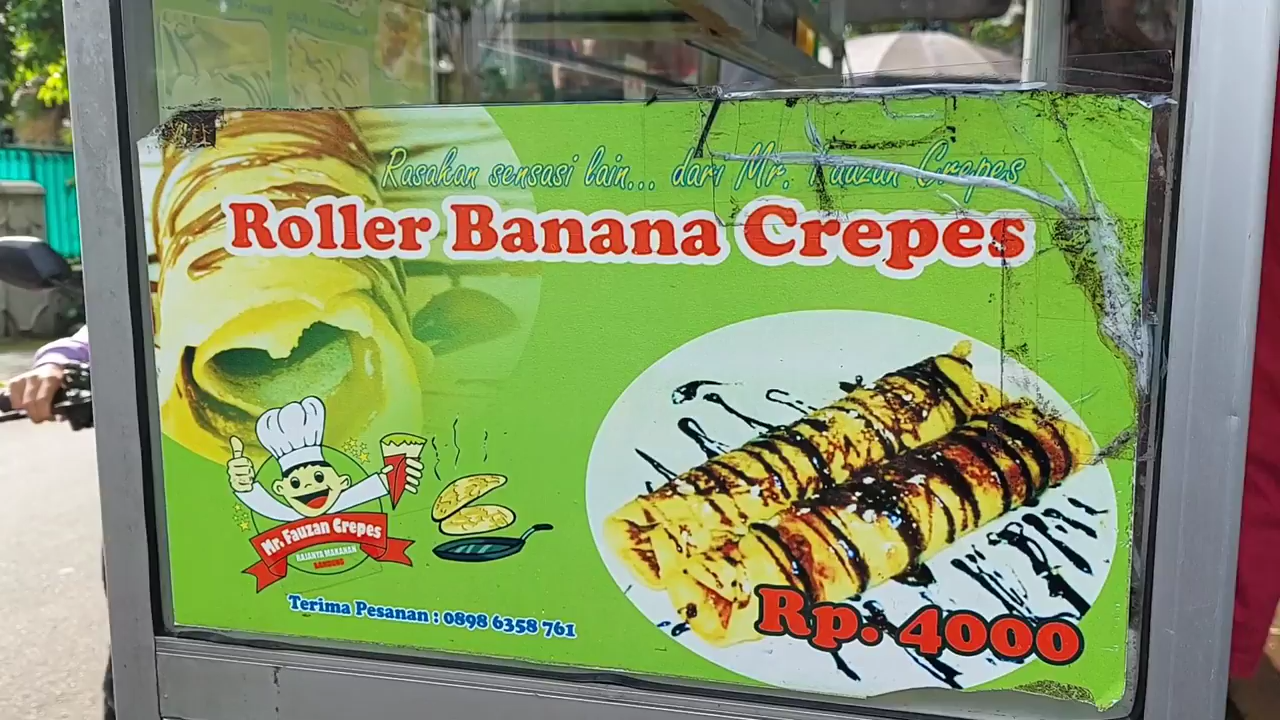 Rasakan sensasi lain... dari Mr. Fauzan Crepes
Roller Banana Crepes
Mr. Fauzan Crepes
RAJANYA MAKANAN
BANDUNG
Terima Pesanan : 0898 6358 761
Rp. 4000